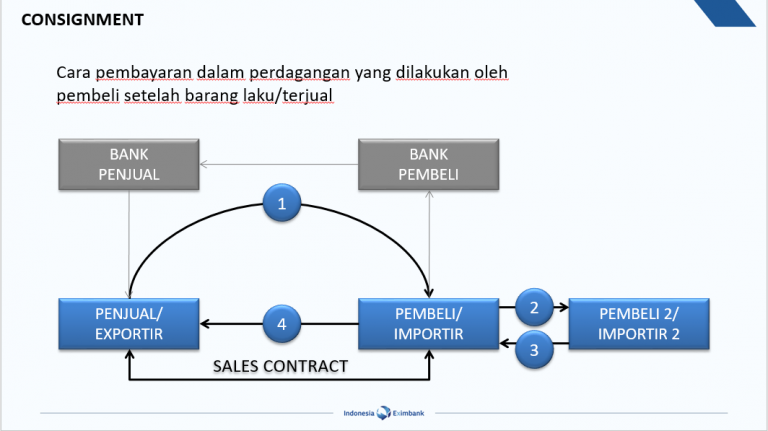 CONSIGNMENT
Cara pembayaran dalam perdagangan yang dilakukan oleh
pembeli setelah barang laku/terjual
BANK
PENJUAL
BANK
PEMBELI
1
PENJUAL/
EXPORTIR
4
PEMBELI/
IMPORTIR
2
3
PEMBELI 2/
IMPORTIR 2
SALES CONTRACT
Indonesia Eximbank